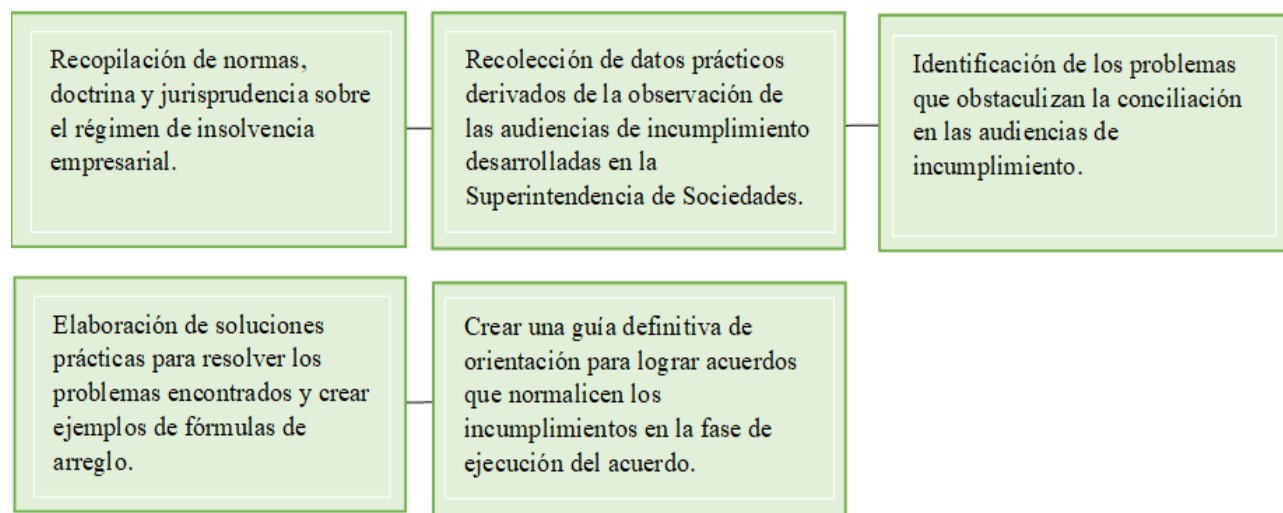 Recopilación de normas,
doctrina y jurisprudencia sobre
el régimen de insolvencia
empresarial.
Recolección de datos prácticos
derivados de la observación de
las audiencias de incumplimiento
desarrolladas en la
Superintendencia de Sociedades.
Identificación de los problemas
que obstaculizan la conciliación
en las audiencias de
incumplimiento.
Elaboración de soluciones
prácticas para resolver los
problemas encontrados y crear
ejemplos de fórmulas de
arreglo.
Crear una guía definitiva de
orientación para lograr acuerdos
que normalicen los
incumplimientos en la fase de
ejecución del acuerdo.